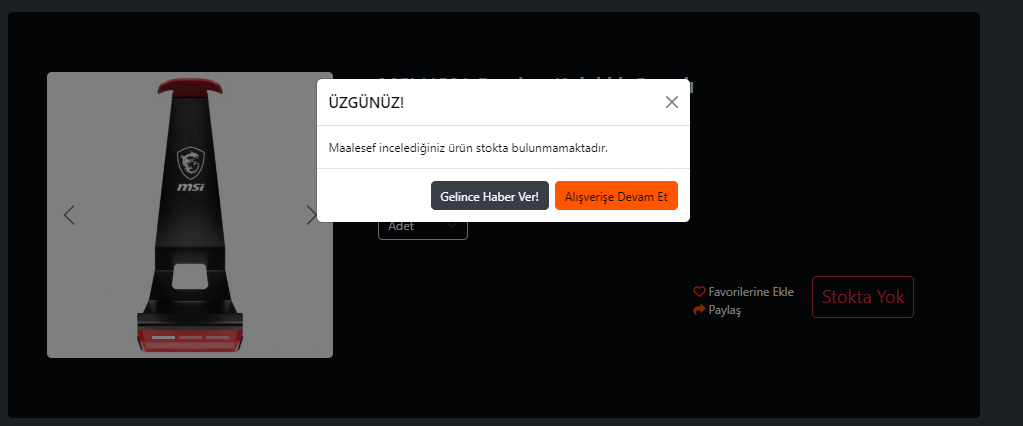 ÜZGÜNÜZ!
Maalesef incelediğiniz ürün stokta bulunmamaktadır.
Gelince Haber Ver! Alışverişe Devam Et
msi
Adet
Favorilerine Ekle
Paylaş
Stokta Yok